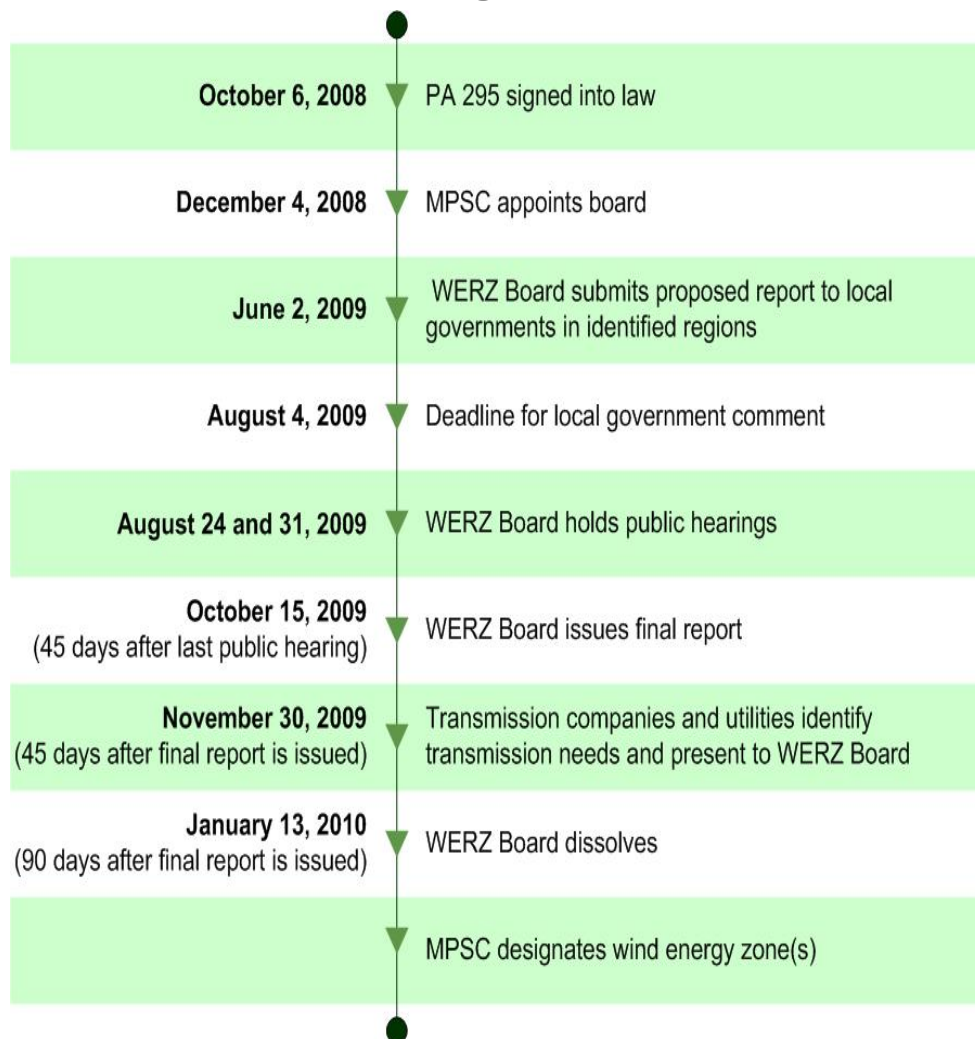 October 6, 2008 PA 295 signed into law
December 4, 2008 MPSC appoints board
June 2, 2009 WERZ Board submits proposed report to local
governments in identified regions
August 4, 2009 Deadline for local government comment
August 24 and 31, 2009 WERZ Board holds public hearings
October 15, 2009
(45 days after last public hearing)
WERZ Board issues final report
November 30, 2009
(45 days after final report is issued)
Transmission companies and utilities identify
transmission needs and present to WERZ Board
January 13, 2010
(90 days after final report is issued)
WERZ Board dissolves
MPSC designates wind energy zone(s)